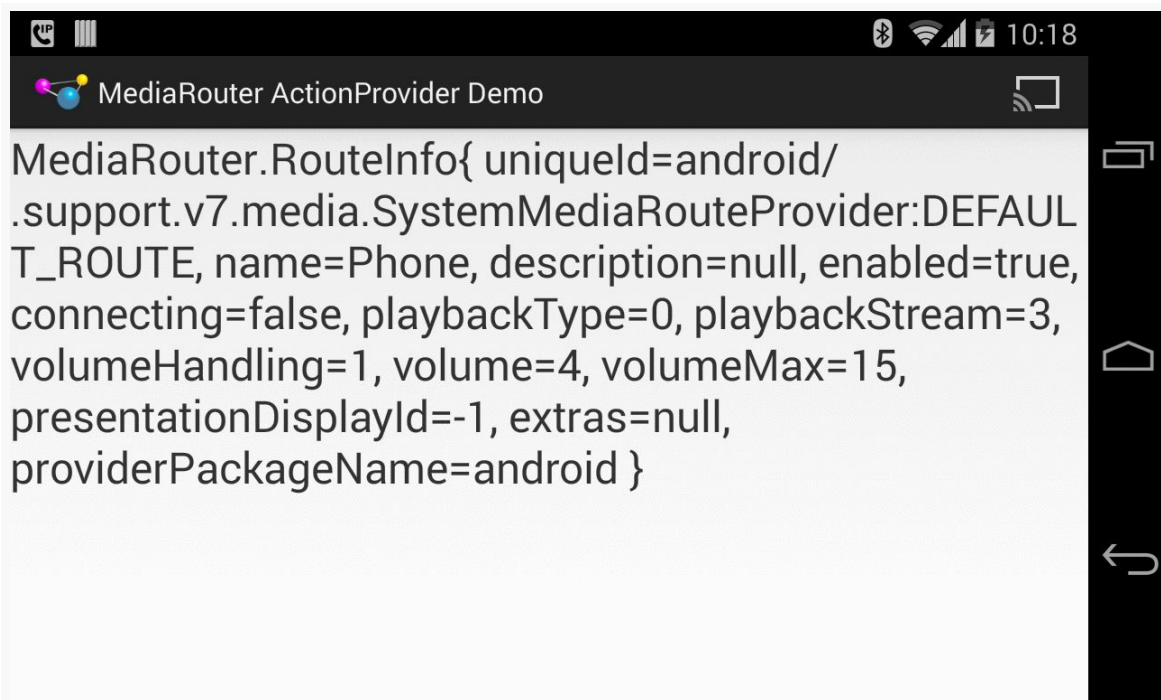 IP
10:18
MediaRouter ActionProvider Demo
MediaRouter.RouteInfo{ uniqueId=android/
.support.v7.media.SystemMediaRouteProvider:DEFAUL
T_ROUTE, name=Phone, description=null, enabled=true,
connecting=false, playbackType=0, playbackStream=3,
volumeHandling=1, volume=4, volumeMax=15,
presentationDisplayId=-1, extras=null,
providerPackageName=android }